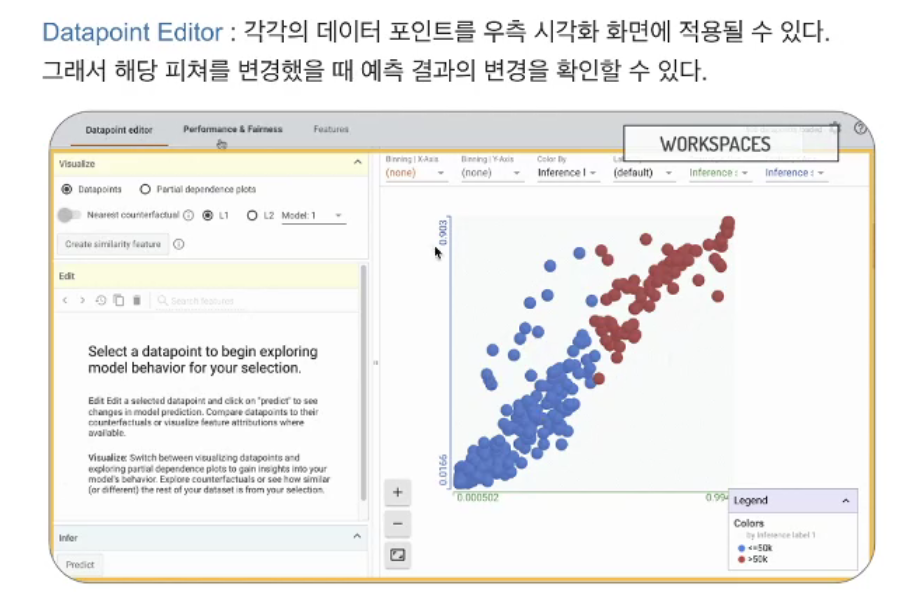 Datapoint Editor : 각각의 데이터 포인트를 우측 시각화 화면에 적용될 수 있다.
그래서 해당 피쳐를 변경했을 때 예측 결과의 변경을 확인할 수 있다.
Datapoint editor
Performance & Fairness
Features
WORKSPACES
Visualize
Datapoints
Partial dependence plots
Nearest counterfactual
L1
L2
Model: 1
Create similarity feature
Edit
Search features
Select a datapoint to begin exploring
model behavior for your selection.
Edit Edit a selected datapoint and click on "predict" to see
changes in model prediction. Compare datapoints to their
counterfactuals or visualize feature attributions where
available.
Visualize: Switch between visualizing datapoints and
exploring partial dependence plots to gain insights into your
model's behavior. Explore counterfactuals or see how similar
(or different) the rest of your dataset is from your selection.
Infer
Predict
Binning | X-Axis
(none)
Binning | Y-Axis
(none)
Color By
Inference l
(default)
Inference :
Inference :
0.903
0.0166
0.000502
0.994
Legend
Colors
by Inference label 1
<=50k
>50k